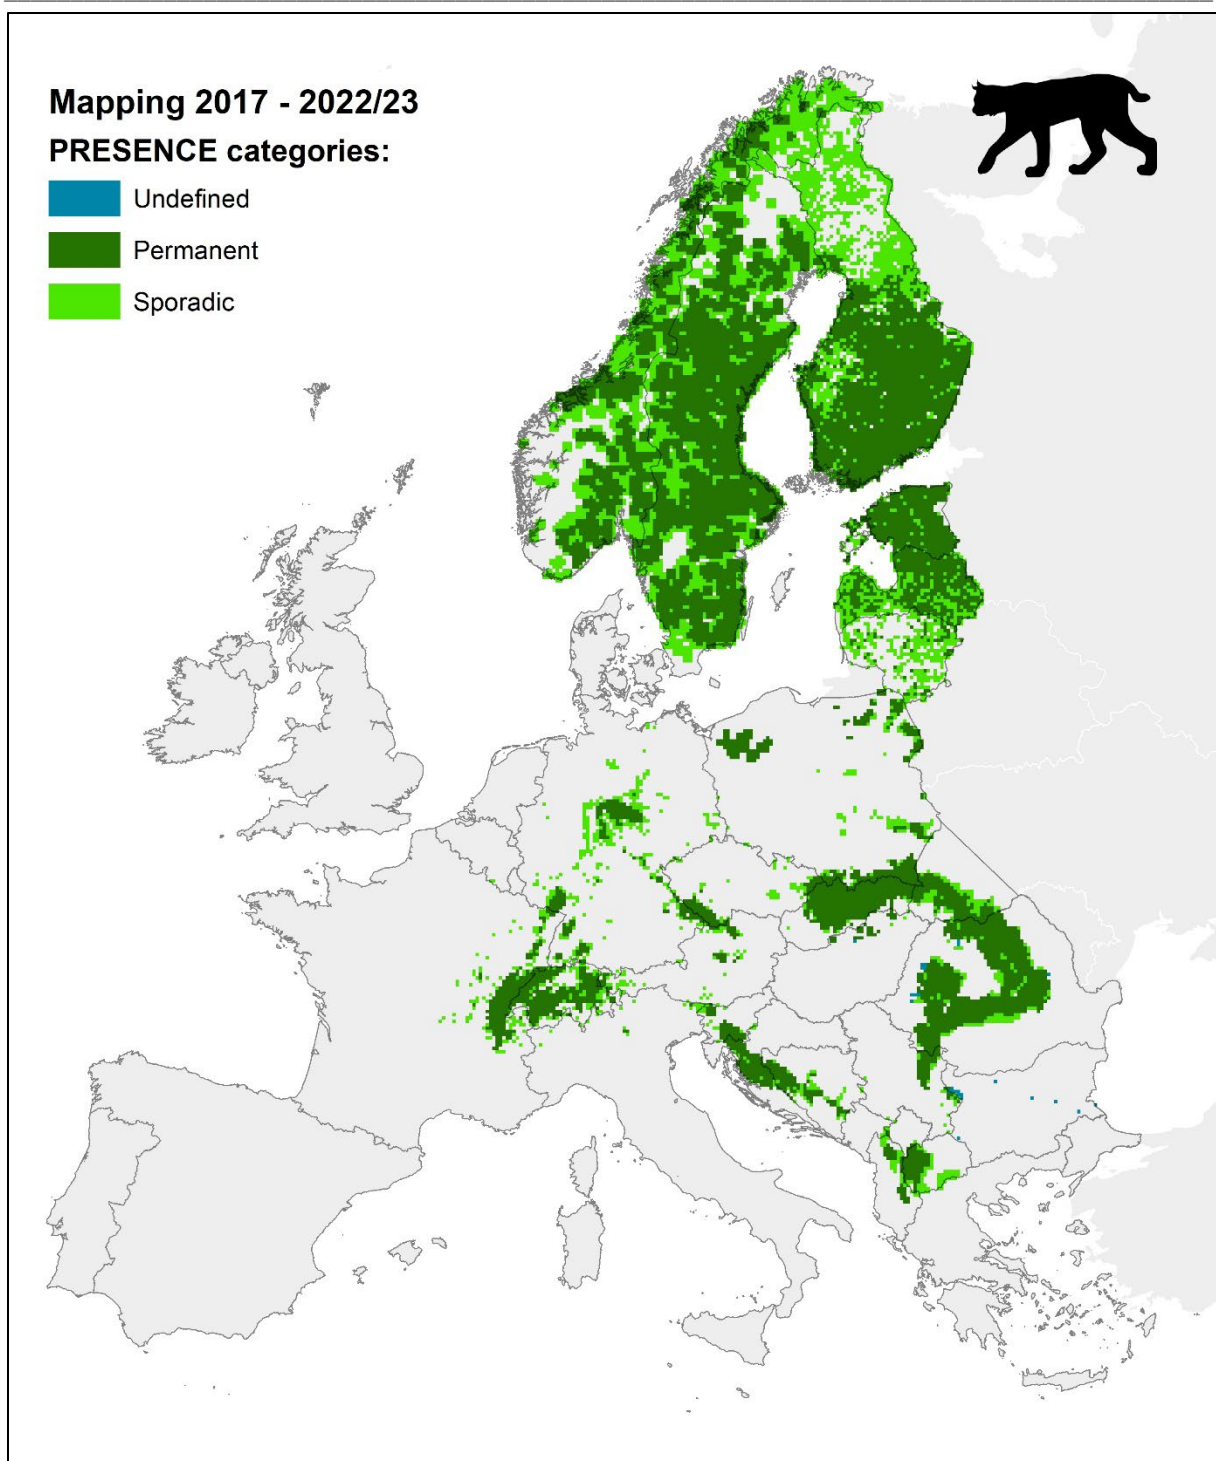 Mapping 2017 - 2022/23
PRESENCE categories:
Undefined
Permanent
Sporadic